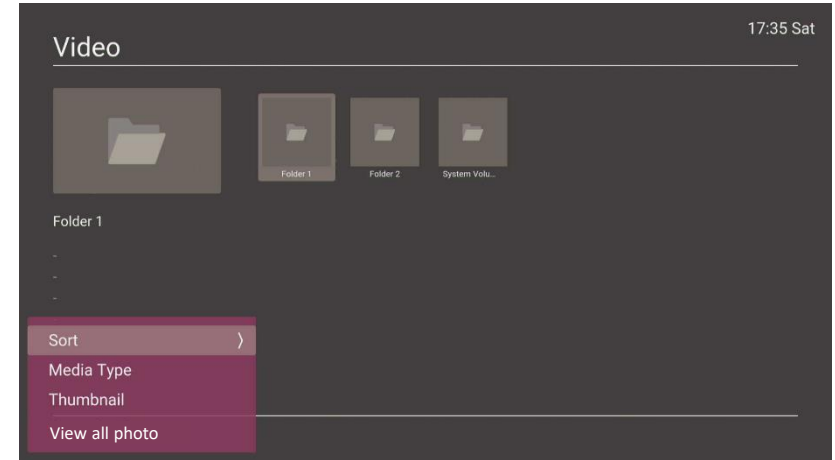 17:35 Sat
Video
Folder 1
Folder 2
System Volu...
Folder 1
-
-
-
Sort 〉
Media Type
Thumbnail
View all photo